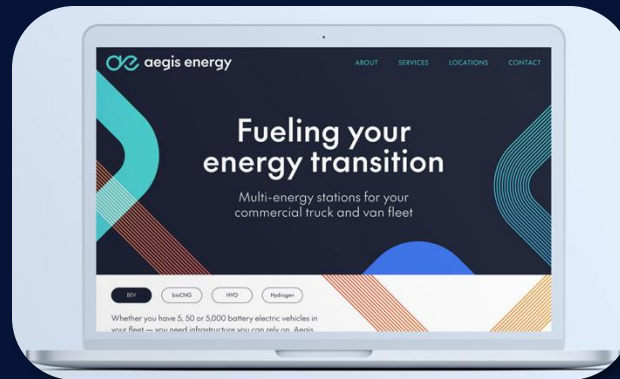 aegis energy
ABOUT SERVICES LOCATIONS CONTACT
Fueling your
energy transition
Multi-energy stations for your
commercial truck and van fleet
BEV bioCNG HVO Hydrogen
Whether you have 5, 50 or 5,000 battery electric vehicles in
your fleet — you need infrastructure you can rely on. Aegis